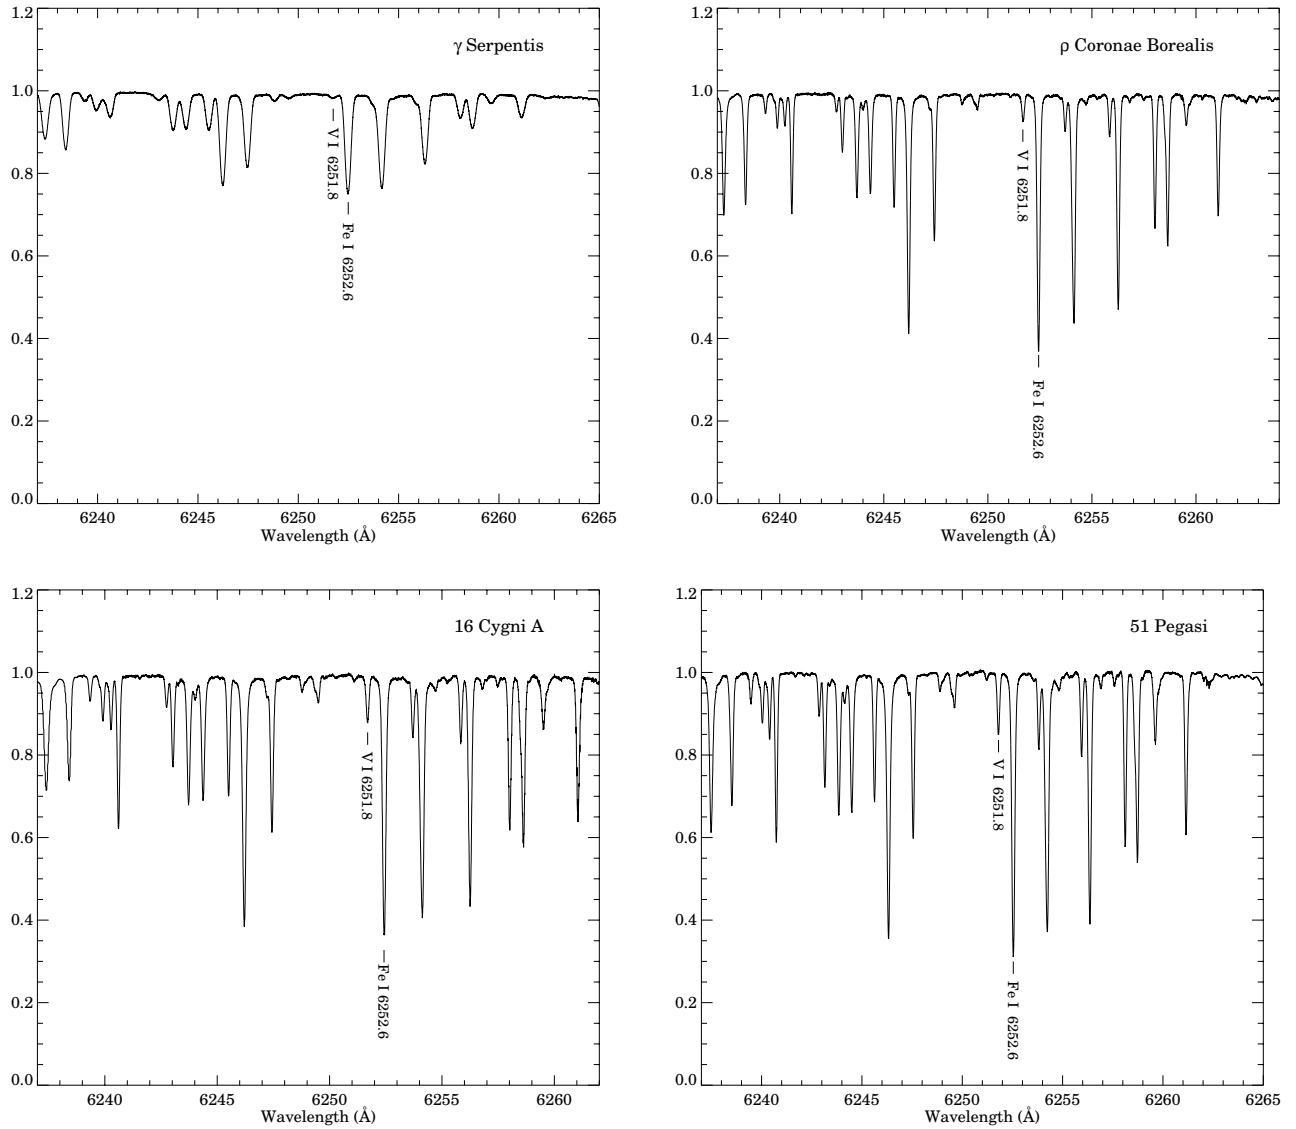 γ Serpentis
1.2
1.0
0.8
0.6
0.4
0.2
0.0
V I 6251.8
Fe I 6252.6
6240 6245 6250 6255 6260 6265
Wavelength (Å)
ρ Coronae Borealis
1.2
1.0
0.8
0.6
0.4
0.2
0.0
V I 6251.8
Fe I 6252.6
6240 6245 6250 6255 6260
Wavelength (Å)
16 Cygni A
1.2
1.0
0.8
0.6
0.4
0.2
0.0
V I 6251.8
Fe I 6252.6
6240 6245 6250 6255 6260
Wavelength (Å)
51 Pegasi
1.2
1.0
0.8
0.6
0.4
0.2
0.0
V I 6251.8
Fe I 6252.6
6240 6245 6250 6255 6260 6265
Wavelength (Å)